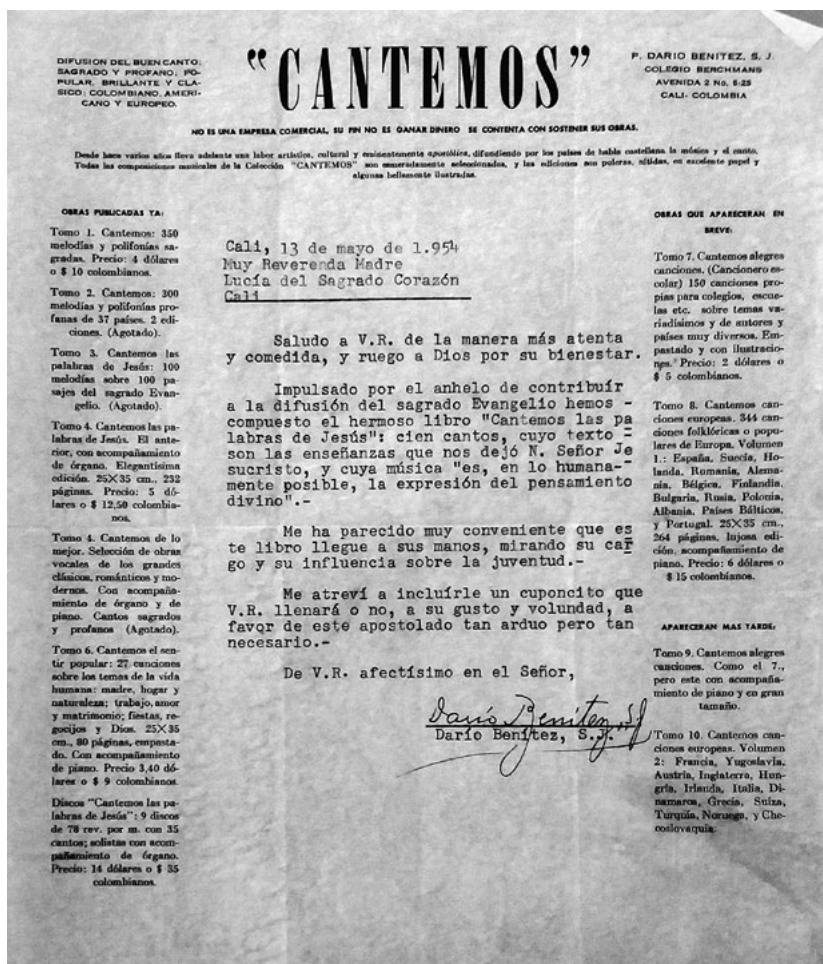 DIFUSION DEL BUEN CANTO:
SAGRADO Y PROFANO; PO-
PULAR, BRILLANTE Y CLA-
SICO; COLOMBIANO, AMERI-
CANO Y EUROPEO.
"CANTEMOS"
P. DARIO BENITEZ, S. J.
COLEGIO BERCHMANS
AVENIDA 2 No. 6-25
CALI- COLOMBIA
NO ES UNA EMPRESA COMERCIAL, SU FIN NO ES GANAR DINERO SE CONTENTA CON SOSTENER SUS OBRAS.
Desde hace varios años lleva adelante una labor artística, cultural y eminentemente apostólica, difundiendo por los países de habla castellana la música y el canto.
Todas las composiciones musicales de la Colección "CANTEMOS" son esmeradamente seleccionadas, y las ediciones son pulcras, nítidas, en excelente papel y
algunas bellamente ilustradas.
OBRAS PUBLICADAS YA:
Tomo 1. Cantemos: 350
melodías y polifonías sa-
gradas. Precio: 4 dólares
o $ 10 colombianos.
Tomo 2. Cantemos: 300
melodías y polifonías pro-
fanas de 37 países. 2 edi-
ciones. (Agotado).
Tomo 3. Cantemos las
palabras de Jesús: 100
melodías sobre 100 pa-
sajes del sagrado Evan-
gelio. (Agotado).
Tomo 4. Cantemos las pa-
labras de Jesús. El ante-
rior, con acompañamiento
de órgano. Elegantísima
edición. 25X35 cm., 232
páginas. Precio: 5 dó-
lares o $ 12,50 colombia-
nos.
Tomo 4. Cantemos de lo
mejor. Selección de obras
vocales de los grandes
clásicos, románticos y mo-
dernos. Con acompaña-
miento de órgano y de
piano. Cantos sagrados
y profanos (Agotado).
Tomo 6. Cantemos el sen-
tir popular: 27 canciones
sobre los temas de la vida
humana: madre, hogar y
naturaleza; trabajo, amor
y matrimonio; fiestas, re-
gocijos y Dios. 25X35
cm., 80 páginas, empasta-
do. Con acompañamiento
de piano. Precio 3,40 dó-
lares o $ 9 colombianos.
Discos "Cantemos las pa-
labras de Jesús": 9 discos
de 78 rev. por m. con 35
cantos; solistas con acom-
pañamiento de órgano.
Precio: 14 dólares o $ 35
colombianos.
Cali, 13 de mayo de 1.954
Muy Reverenda Madre
Lucía del Sagrado Corazón
Cali
Saludo a V.R. de la manera más atenta
y comedida, y ruego a Dios por su bienestar.
Impulsado por el anhelo de contribuír
a la difusión del sagrado Evangelio hemos -
compuesto el hermoso libro "Cantemos las pa
labras de Jesús": cien cantos, cuyo texto -
son las enseñanzas que nos dejó N. Señor Je
sucristo, y cuya música "es, en lo humana-
mente posible, la expresión del pensamiento
divino".-
Me ha parecido muy conveniente que es
te libro llegue a sus manos, mirando su car
go y su influencia sobre la juventud.-
Me atreví a incluírle un cuponcito que
V.R. llenará o no, a su gusto y volundad, a
favor de este apostolado tan arduo pero tan
necesario.-
De V.R. afectísimo en el Señor,
Darío Benítez, S.J.
Darío Benítez, S.J.
OBRAS QUE APARECERAN EN
BREVE:
Tomo 7. Cantemos alegres
canciones. (Cancionero es-
colar) 150 canciones pro-
pias para colegios, escue-
las etc. sobre temas va-
riadísimos y de autores y
países muy diversos. Em-
pastado y con ilustracio-
nes. Precio: 2 dólares o
$ 5 colombianos.
Tomo 8. Cantemos can-
ciones europeas. 344 can-
ciones folklóricas o popu-
lares de Europa. Volumen
1.: España, Suecia, Ho-
landa, Rumania, Alema-
nia, Bélgica, Finlandia,
Bulgaria, Rusia, Polonia,
Albania, Países Bálticos,
y Portugal. 25X35 cm.,
264 páginas, lujosa edi-
ción, acompañamiento de
piano. Precio: 6 dólares o
$ 15 colombianos.
APARECERAN MAS TARDE:
Tomo 9. Cantemos alegres
canciones. Como el 7.,
pero este con acompaña-
miento de piano y en gran
tamaño.
Tomo 10. Cantemos can-
ciones europeas. Volumen
2: Francia, Yugoslavia,
Austria, Inglaterra, Hun-
gría, Irlanda, Italia, Di-
namarca, Grecia, Suiza,
Turquía, Noruega, y Che-
coslovaquia.